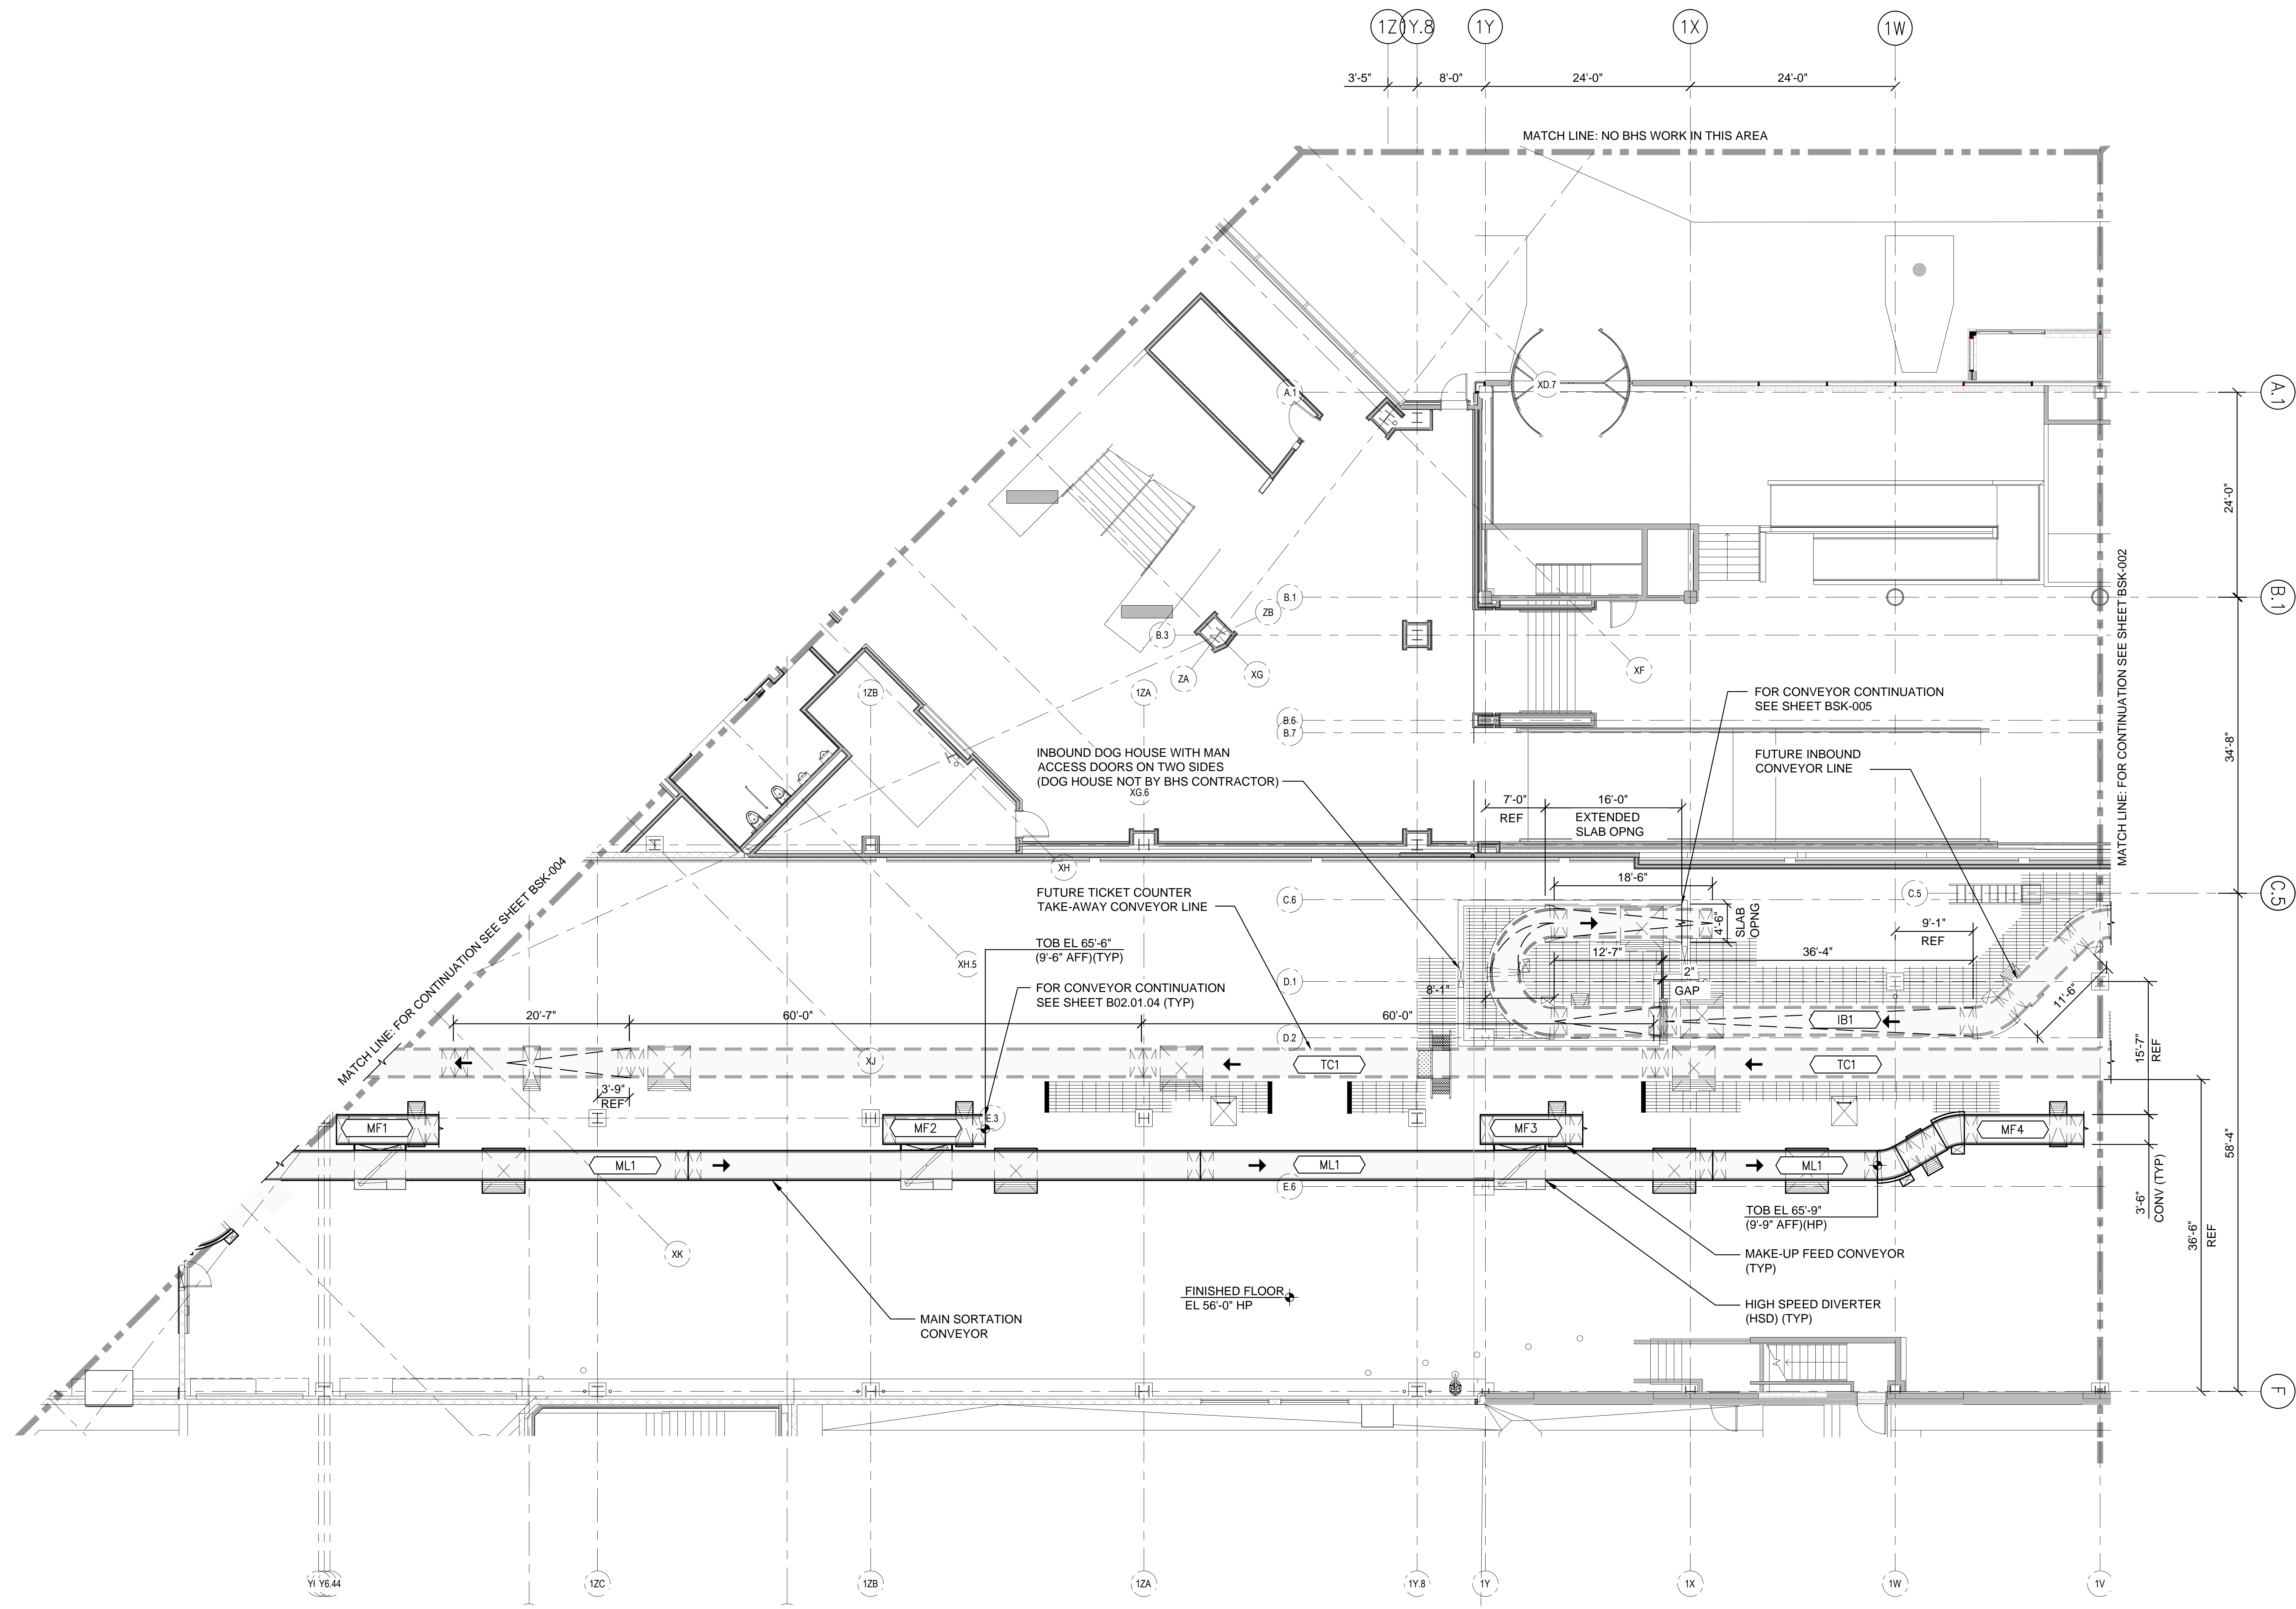 1Z
1Y.8
1Y
1X
1W
3'-5"
8'-0"
24'-0"
24'-0"
MATCH LINE: NO BHS WORK IN THIS AREA
XD.7
A.1
A.1
24'-0"
B.1
B.1
ZB
B.3
ZA
XG
XF
MATCH LINE: FOR CONTINUATION SEE SHEET BSK-002
1ZB
1ZA
FOR CONVEYOR CONTINUATION
SEE SHEET BSK-005
B.6
B.7
34'-8"
INBOUND DOG HOUSE WITH MAN
ACCESS DOORS ON TWO SIDES
(DOG HOUSE NOT BY BHS CONTRACTOR)
XG.6
FUTURE INBOUND
CONVEYOR LINE
7'-0"
REF
16'-0"
EXTENDED
SLAB OPNG
MATCH LINE: FOR CONTINUATION SEE SHEET BSK-004
XH
18'-6"
FUTURE TICKET COUNTER
TAKE-AWAY CONVEYOR LINE
C.6
C.5
C.5
4'-6"
SLAB
OPNG
9'-1"
REF
TOB EL 65'-6"
(9'-6" AFF)(TYP)
XH.5
12'-7"
36'-4"
2"
GAP
D.1
8'-1"
11'-6"
FOR CONVEYOR CONTINUATION
SEE SHEET B02.01.04 (TYP)
20'-7"
60'-0"
60'-0"
IB1
D.2
15'-7"
REF
XJ
TC1
TC1
3'-9"
REF
E.3
MF1
MF2
MF3
MF4
58'-4"
ML1
ML1
ML1
E.6
3'-6"
CONV (TYP)
TOB EL 65'-9"
(9'-9" AFF)(HP)
36'-6"
REF
XK
MAKE-UP FEED CONVEYOR
(TYP)
FINISHED FLOOR
EL 56'-0" HP
MAIN SORTATION
CONVEYOR
HIGH SPEED DIVERTER
(HSD) (TYP)
F
Y6.44
1ZC
1ZB
1ZA
1Y.8
1Y
1X
1W
1V